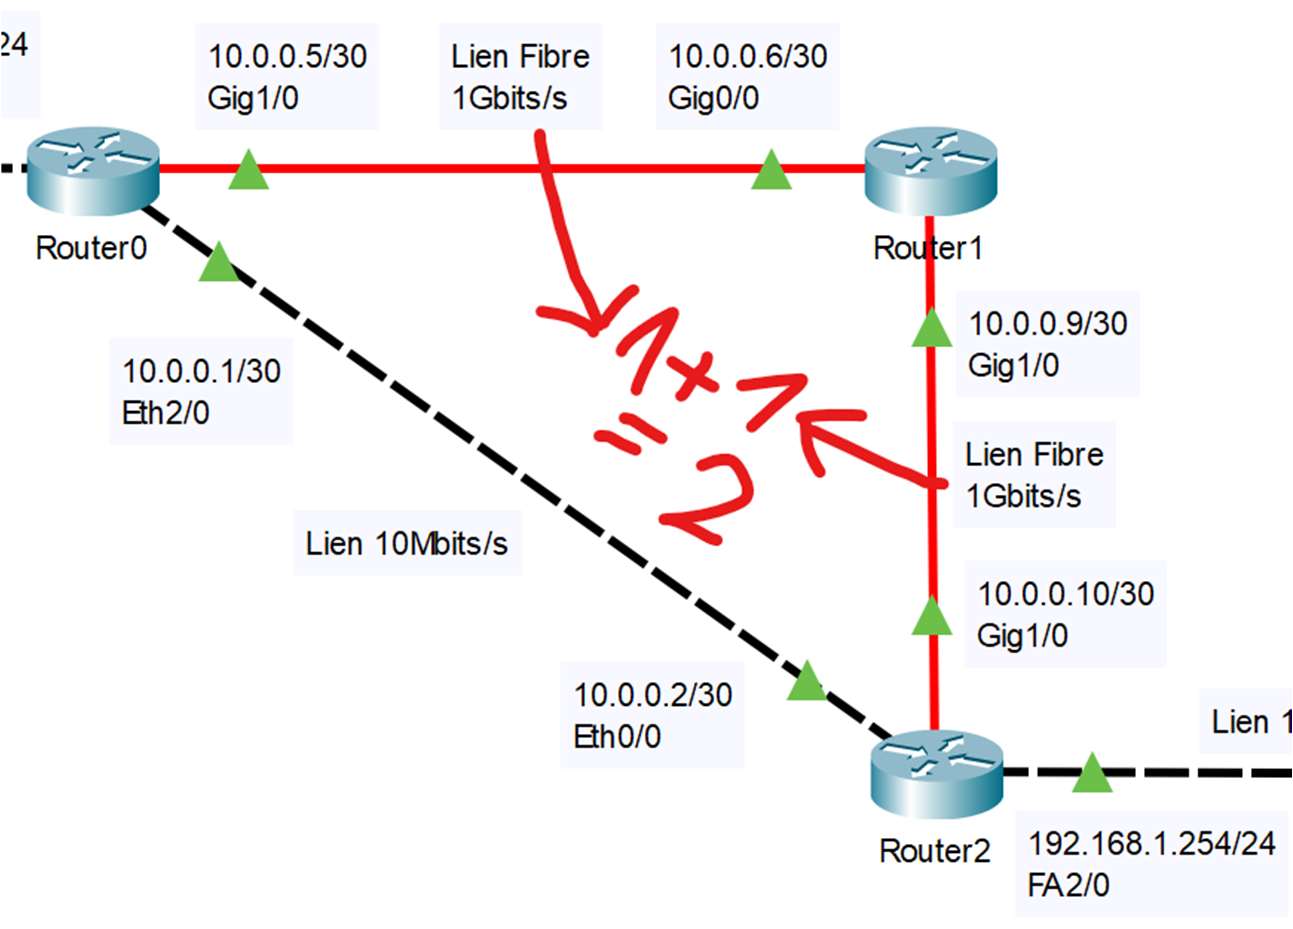 24
10.0.0.5/30
Gig1/0
Lien Fibre
1Gbits/s
10.0.0.6/30
Gig0/0
Router0
Router1
1+1
= 2
10.0.0.9/30
Gig1/0
10.0.0.1/30
Eth2/0
Lien Fibre
1Gbits/s
Lien 10Mbits/s
10.0.0.10/30
Gig1/0
10.0.0.2/30
Eth0/0
Lien 1
Router2
192.168.1.254/24
FA2/0